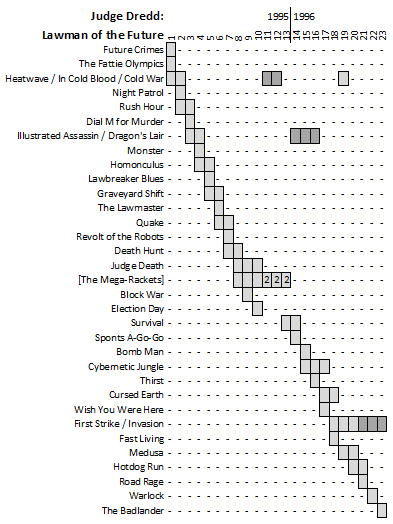 Judge Dredd: 1995 1996
Lawman of the Future 1 2 3 4 5 6 7 8 9 10 11 12 13 14 15 16 17 18 19 20 21 22 23
Future Crimes
The Fattie Olympics
Heatwave / In Cold Blood / Cold War
Night Patrol
Rush Hour
Dial M for Murder
Illustrated Assassin / Dragon's Lair
Monster
Homonculus
Lawbreaker Blues
Graveyard Shift
The Lawmaster
Quake
Revolt of the Robots
Death Hunt
Judge Death
[The Mega-Rackets] 2 2 2
Block War
Election Day
Survival
Sponts A-Go-Go
Bomb Man
Cybernetic Jungle
Thirst
Cursed Earth
Wish You Were Here
First Strike / Invasion
Fast Living
Medusa
Hotdog Run
Road Rage
Warlock
The Badlander